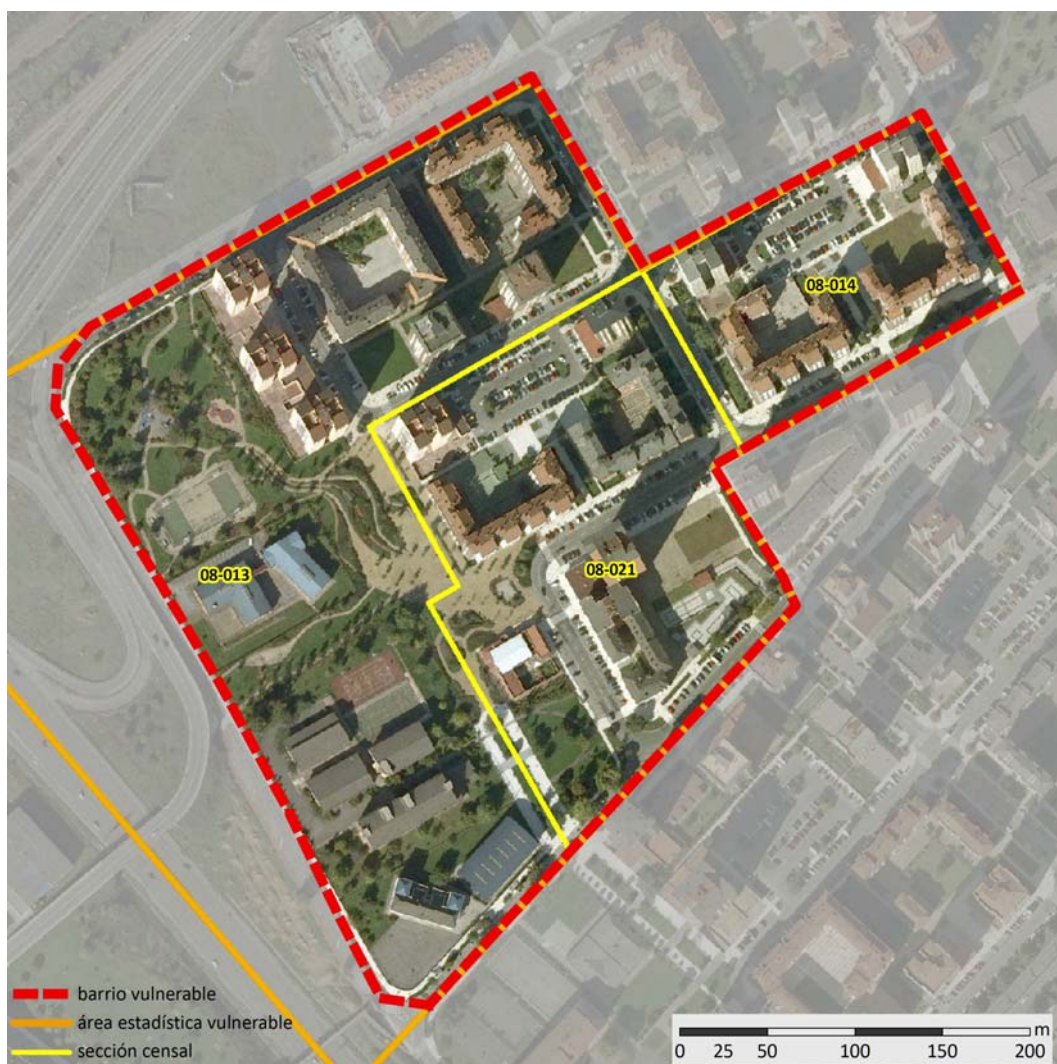 08-014
08-013
08-021
barrio vulnerable
área estadística vulnerable
sección censal
m
0 25 50 100 150 200